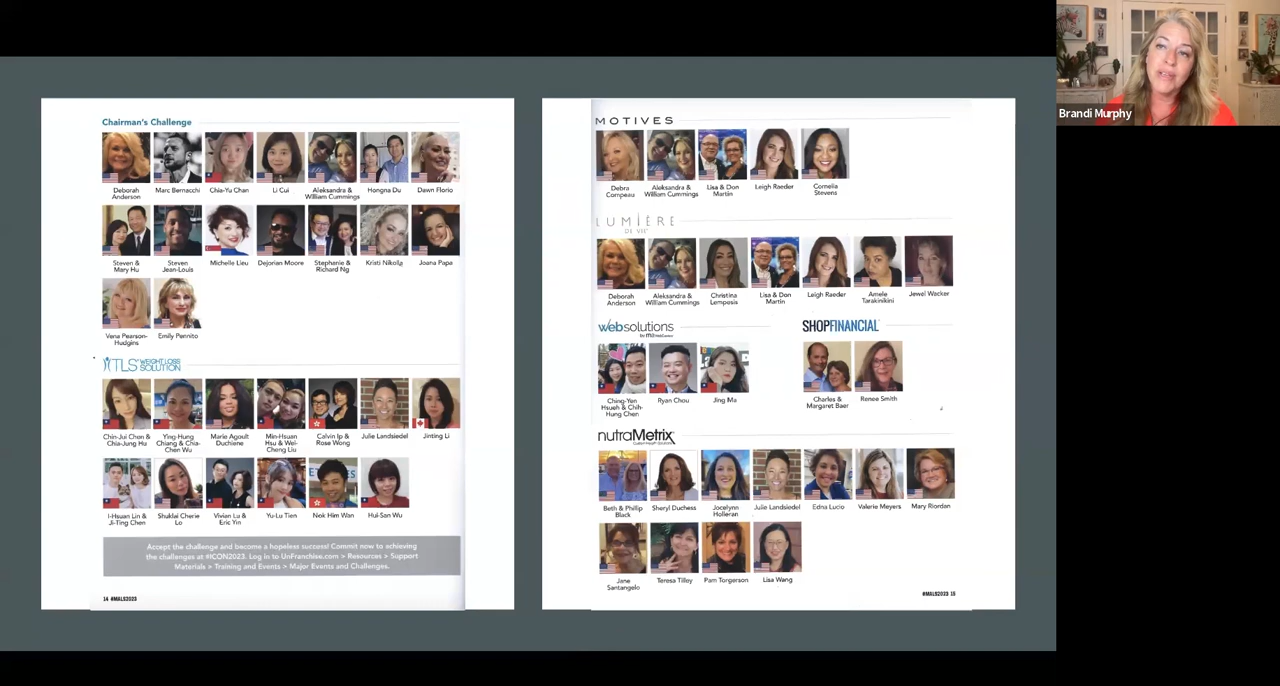 Chairman's Challenge
Deborah Anderson
Marc Bernacchi
Chia-Yu Chan
Li Cui
Aleksandra & William Cummings
Hongna Du
Dawn Florio
Steven & Mary Hu
Steven Jean-Louis
Michelle Lieu
Dejorian Moore
Stephanie & Richard Ng
Kristi Nikolla
Joana Papa
Vena Pearson-Hudgins
Emily Pennito
TLS WEIGHT LOSS SOLUTION
Chin-Jui Chen & Chia-Jung Hu
Ying-Hung Chiang & Chia-Chen Wu
Marie Agoult Duchiene
Min-Hsuan Hsu & Wei-Cheng Liu
Calvin Ip & Rose Wong
Julie Landsiedel
Jinting Li
I-Hsuan Lin & Ji-Ting Chen
Shuklai Cherie Lo
Vivian Lu & Eric Yin
Yu-Lu Tien
Nok Him Wan
Hui-San Wu
Accept the challenge and become a hopeless success! Commit now to achieving
the challenges at #ICON2023. Log in to UnFranchise.com > Resources > Support
Materials > Training and Events > Major Events and Challenges.
14 #MALS2023
MOTIVES
Debra Compeau
Aleksandra & William Cummings
Lisa & Don Martin
Leigh Raeder
Cornelia Stevens
LUMIÈRE
DE VIE
Deborah Anderson
Aleksandra & William Cummings
Christina Lempesis
Lisa & Don Martin
Leigh Raeder
Amele Tarakinikini
Jewel Wacker
websolutions
SHOPFINANCIAL
Ching-Yen Hsueh & Chih-Hung Chen
Ryan Chou
Jing Ma
Charles & Margaret Baer
Renee Smith
nutraMetrix
Beth & Phillip Black
Sheryl Duchess
Jocelynn Holleran
Julie Landsiedel
Edna Lucio
Valerie Meyers
Mary Riordan
Jane Santangelo
Teresa Tilley
Pam Torgerson
Lisa Wang
#MALS2023 15
Brandi Murphy